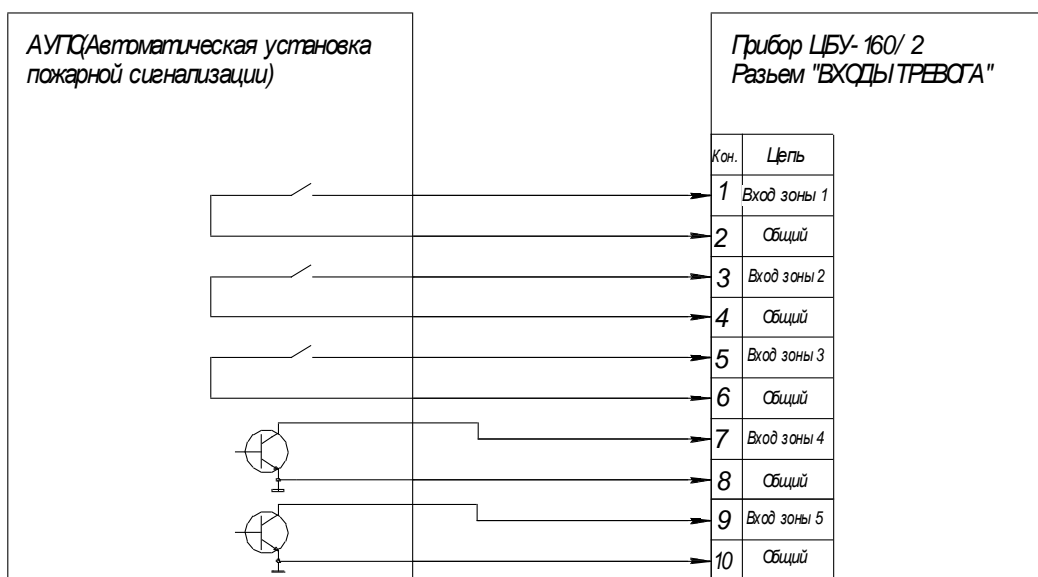 АУПС(Автоматическая установка
пожарной сигнализации)
Прибор ЦБУ-160/ 2
Разьем "ВХОДЫ ТРЕВОГА"
Кон. Цепь
1 Вход зоны 1
2 Общий
3 Вход зоны 2
4 Общий
5 Вход зоны 3
6 Общий
7 Вход зоны 4
8 Общий
9 Вход зоны 5
10 Общий